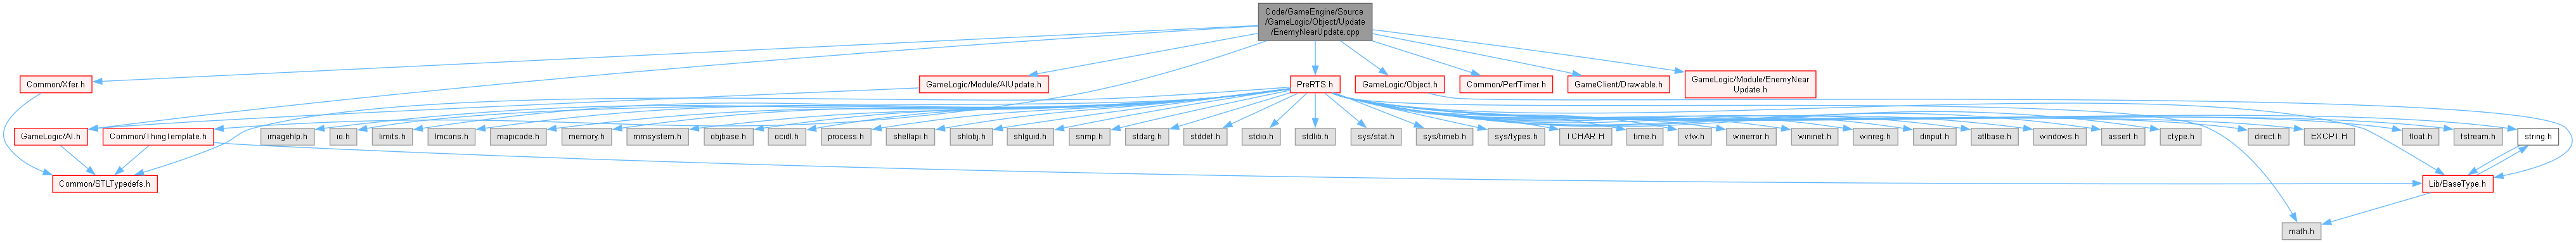 Code/GameEngine/Source
/GameLogic/Object/Update
/EnemyNearUpdate.cpp
Common/Xfer.h
GameLogic/Module/AIUpdate.h
PreRTS.h
GameLogic/Object.h
Common/PerfTimer.h
GameClient/Drawable.h
GameLogic/Module/EnemyNear
Update.h
GameLogic/AI.h
Common/ThingTemplate.h
imagehlp.h
io.h
limits.h
lmcons.h
mapicode.h
memory.h
mmsystem.h
objbase.h
ocidl.h
process.h
shellapi.h
shlobj.h
shlguid.h
snmp.h
stdarg.h
stddef.h
stdio.h
stdlib.h
sys/stat.h
sys/timeb.h
sys/types.h
TCHAR.H
time.h
vfw.h
winerror.h
wininet.h
winreg.h
dinput.h
atlbase.h
windows.h
assert.h
ctype.h
direct.h
EXCPT.H
float.h
fstream.h
string.h
Common/STLTypedefs.h
Lib/BaseType.h
math.h